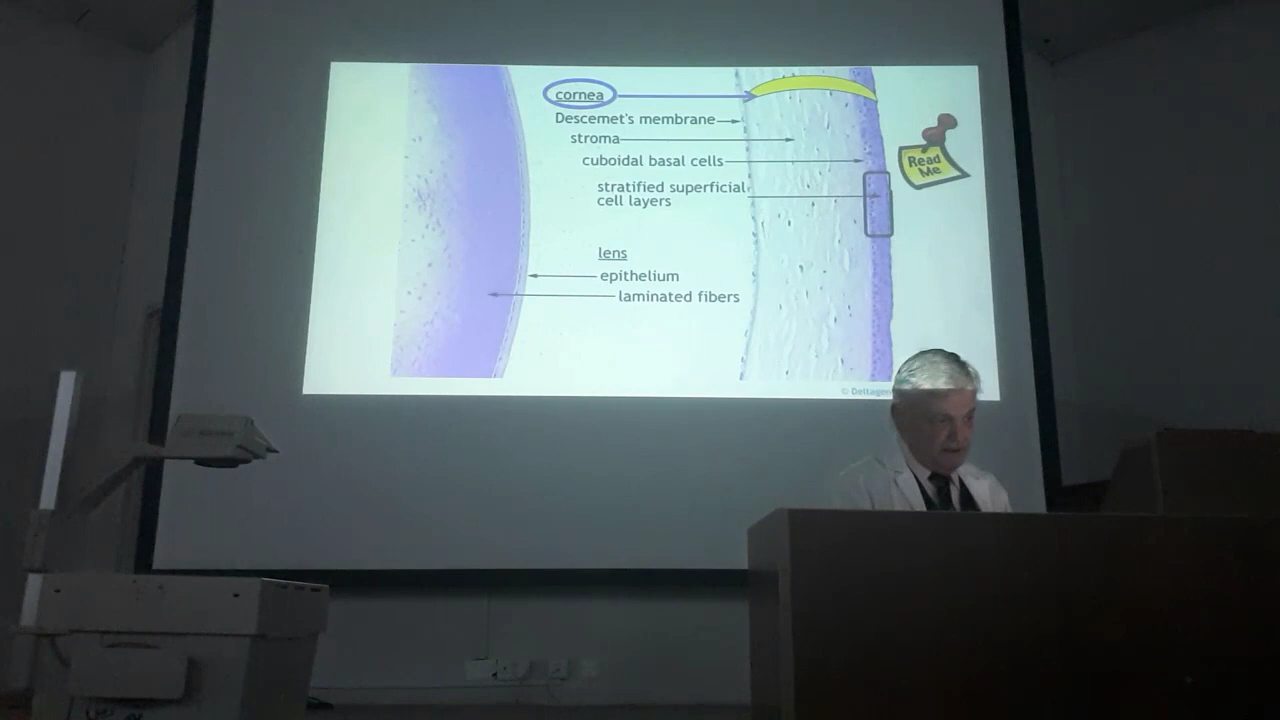 cornea
Descemet's membrane
stroma
cuboidal basal cells
stratified superficial
cell layers
lens
epithelium
laminated fibers
Read
Me